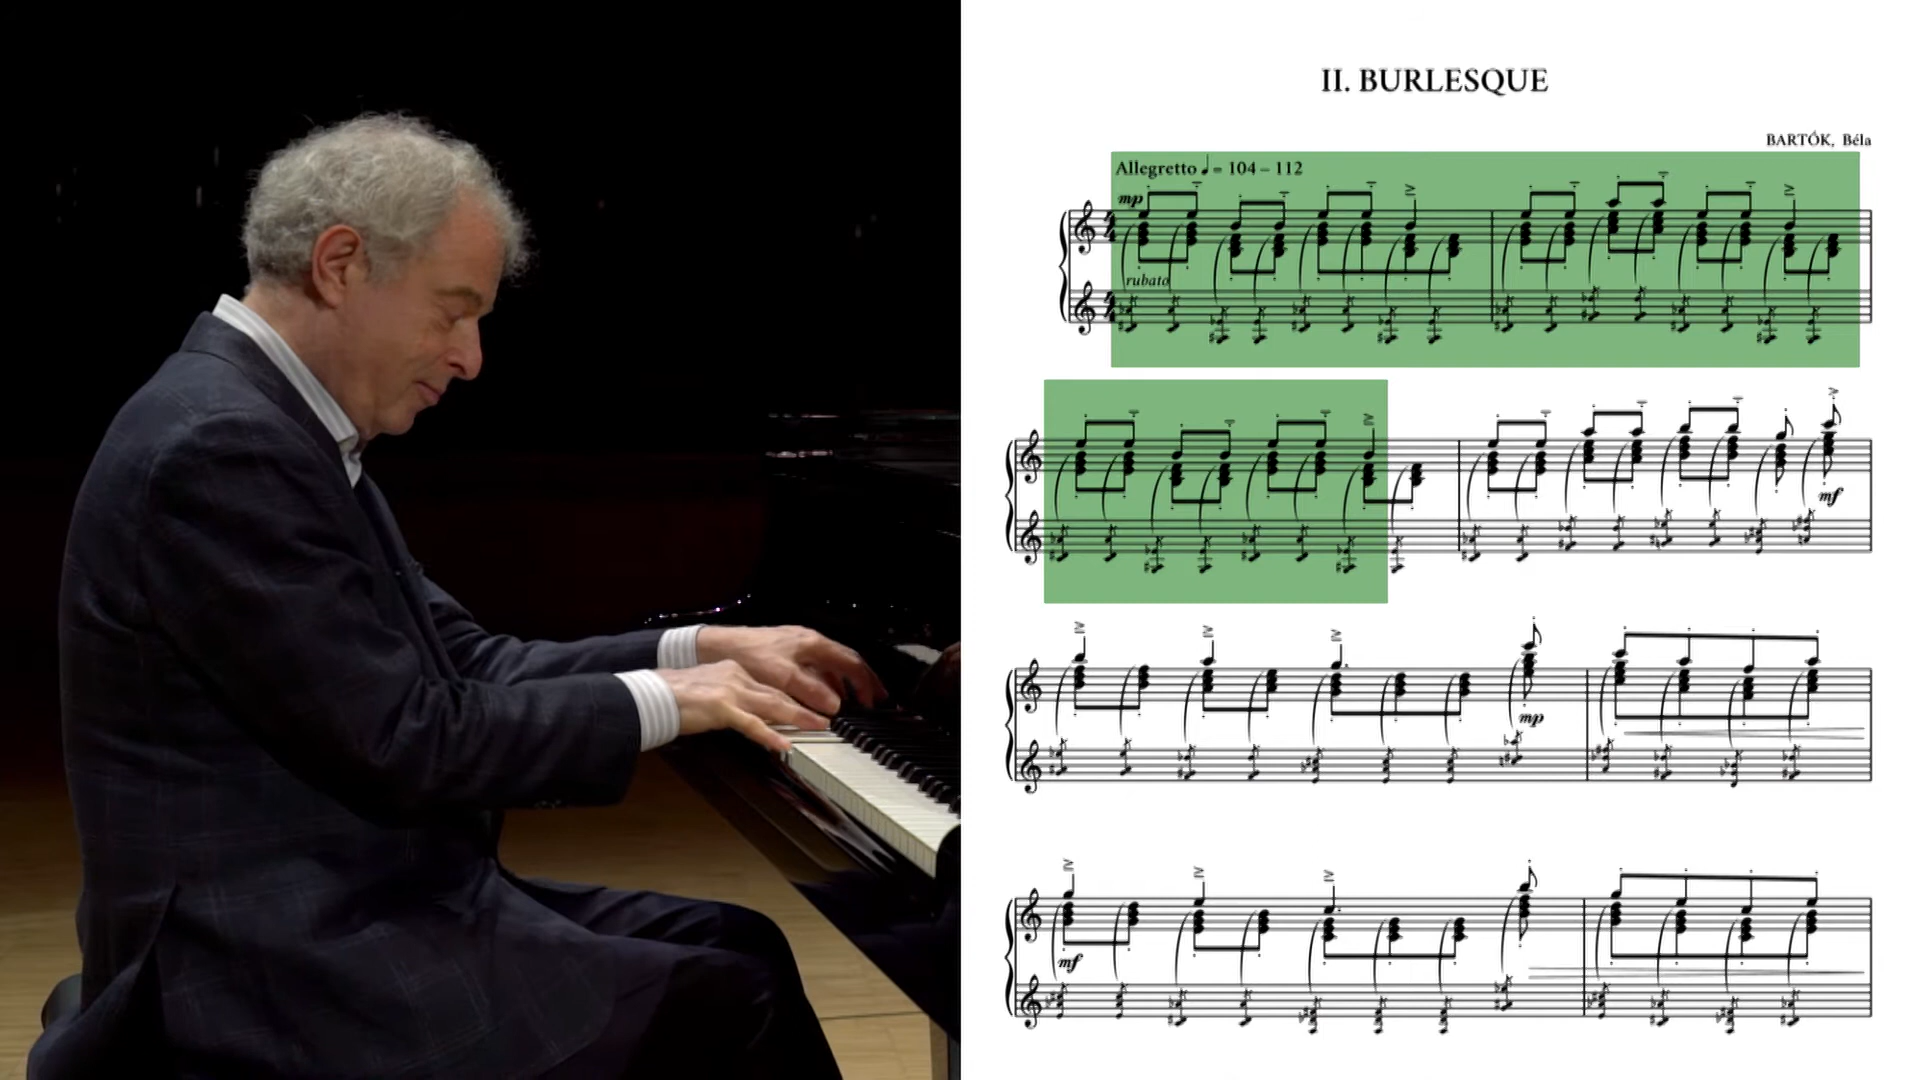 II. BURLESQUE
BARTÓK, Béla
Allegretto ♩= 104 – 112
mp
rubato
mf
mp
mf